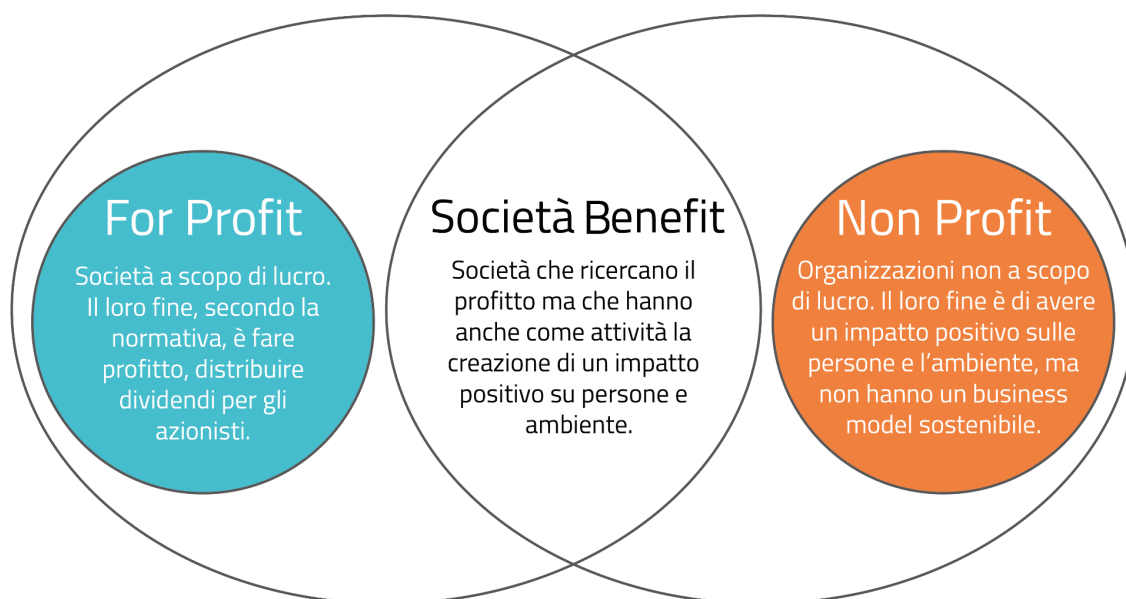 For Profit
Società a scopo di lucro.
Il loro fine, secondo la
normativa, è fare
profitto, distribuire
dividendi per gli
azionisti.
Società Benefit
Società che ricercano il
profitto ma che hanno
anche come attività la
creazione di un impatto
positivo su persone e
ambiente.
Non Profit
Organizzazioni non a scopo
di lucro. Il loro fine è di avere
un impatto positivo sulle
persone e l'ambiente, ma
non hanno un business
model sostenibile.